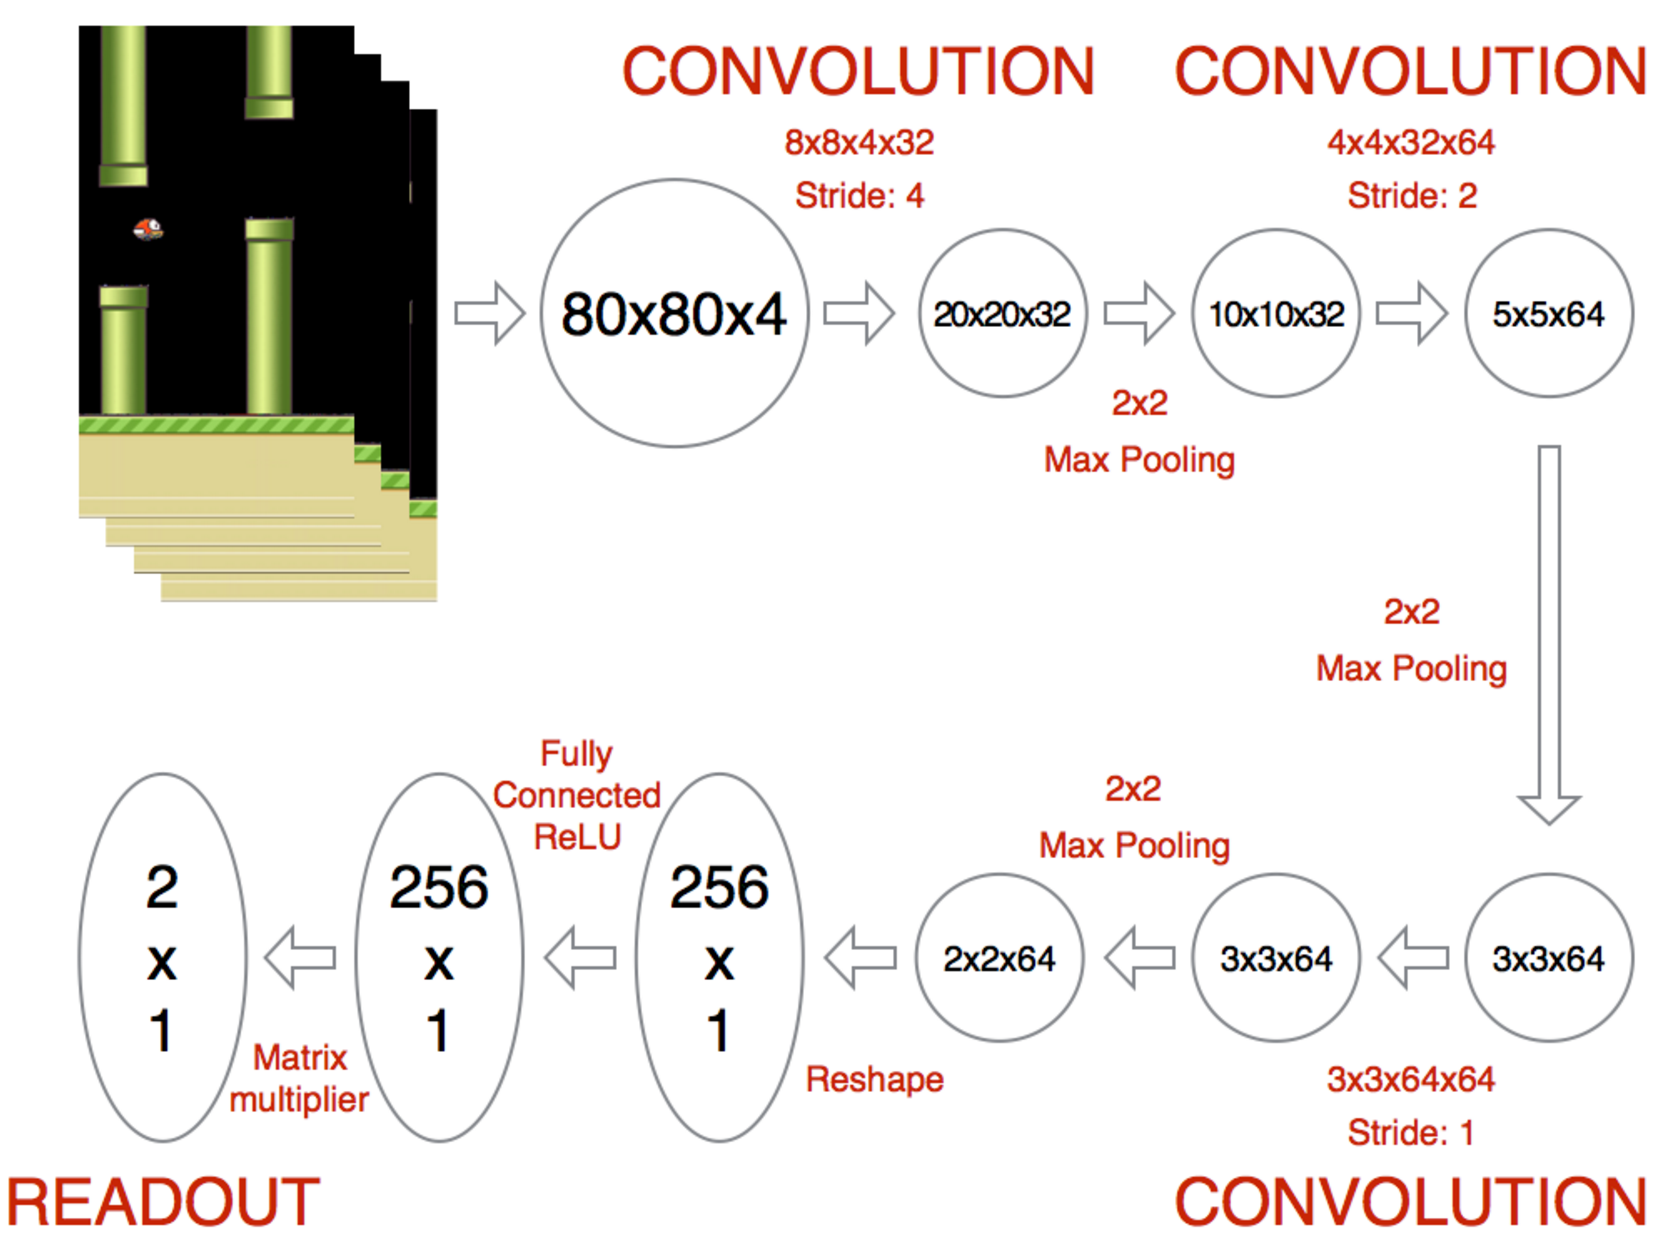 CONVOLUTION
8x8x4x32
Stride: 4
CONVOLUTION
4x4x32x64
Stride: 2
80x80x4
20x20x32
10x10x32
5x5x64
2x2
Max Pooling
2x2
Max Pooling
3x3x64
3x3x64x64
Stride: 1
CONVOLUTION
3x3x64
2x2
Max Pooling
2x2x64
Reshape
256
x
1
Fully
Connected
ReLU
256
x
1
Matrix
multiplier
2
x
1
READOUT